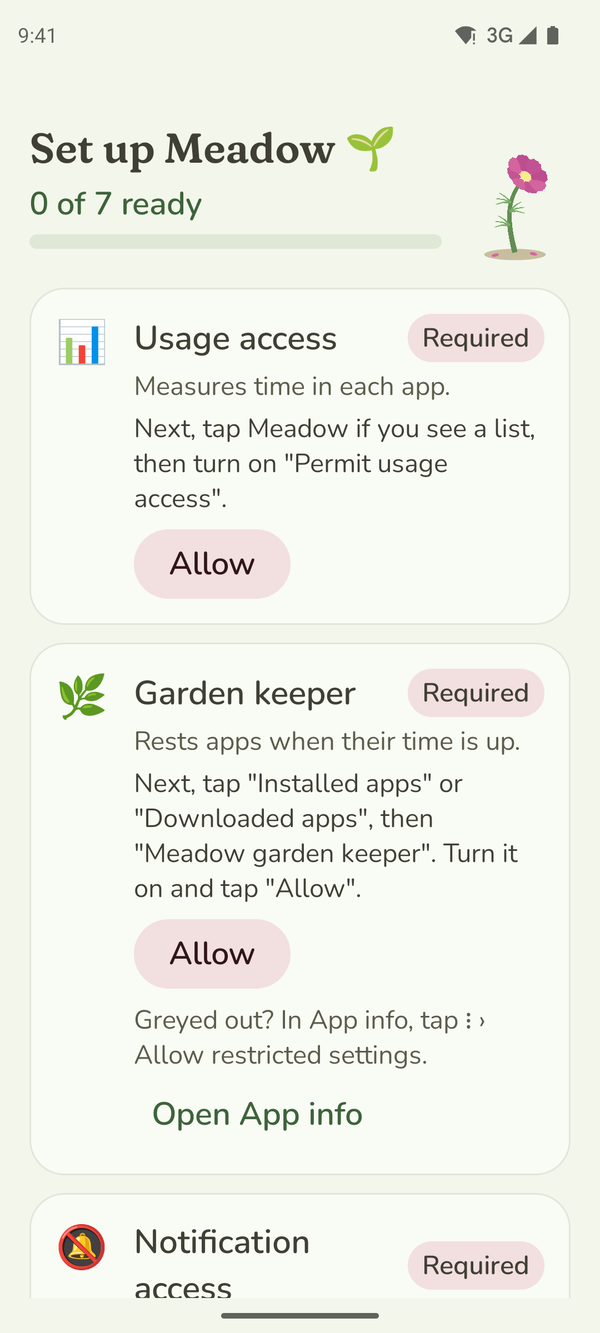 9:41
3G
Set up Meadow 🌱
0 of 7 ready
Usage access
Required
Measures time in each app.
Next, tap Meadow if you see a list,
then turn on "Permit usage
access".
Allow
Garden keeper
Required
Rests apps when their time is up.
Next, tap "Installed apps" or
"Downloaded apps", then
"Meadow garden keeper". Turn it
on and tap "Allow".
Allow
Greyed out? In App info, tap ⋮ ›
Allow restricted settings.
Open App info
Notification
access
Required